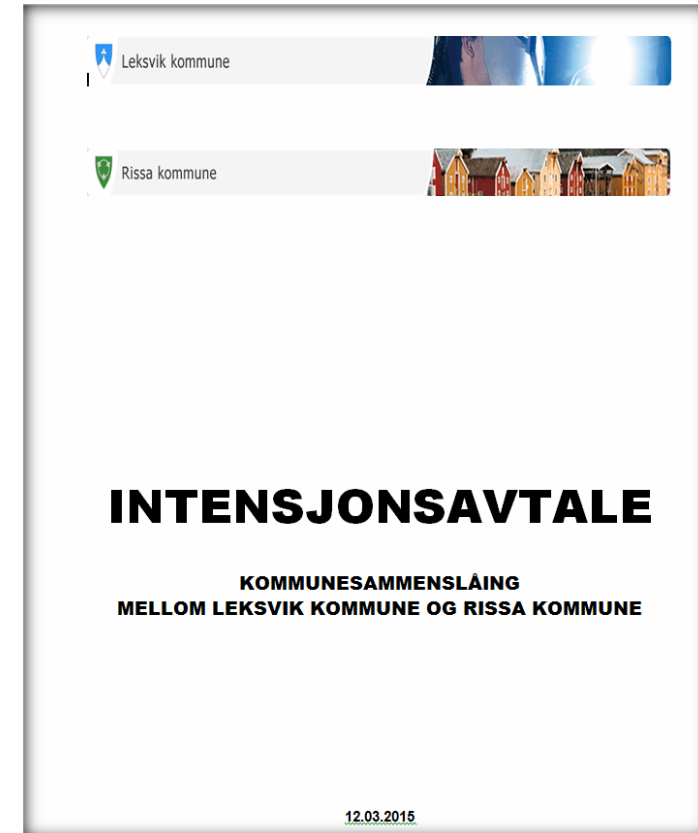 Leksvik kommune
Rissa kommune
INTENSJONSAVTALE
KOMMUNESAMMENSLÅING
MELLOM LEKSVIK KOMMUNE OG RISSA KOMMUNE
12.03.2015